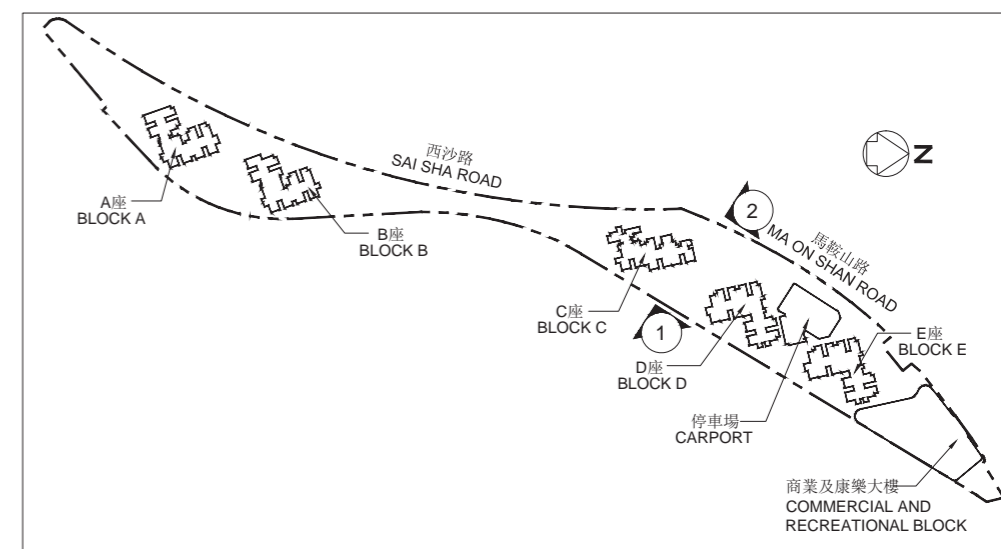 西沙路
SAI SHA ROAD
N
A座
BLOCK A
B座
BLOCK B
2
馬鞍山路
MA ON SHAN ROAD
C座
BLOCK C
1
D座
BLOCK D
E座
BLOCK E
停車場
CARPORT
商業及康樂大樓
COMMERCIAL AND
RECREATIONAL BLOCK